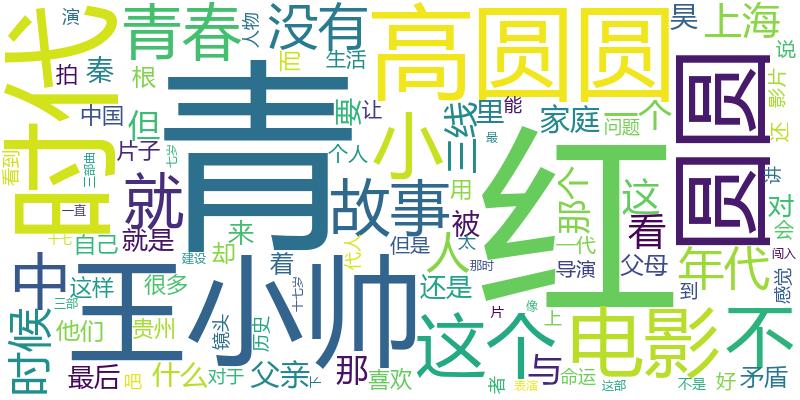 时代
青春
没有
高圆圆
上海
青
红
圆圆
王小帅
小
就
故事
这个
电影
不
中
人
但
秦
昊
演
人物
而
生活
拍
根
中国
片子
要
让
里
能
三线
家庭
一个
问题
说
影片
还
最
个人
七岁
三部曲
看到
一直
十七
就是
自己
来
却
着
用
被
那个
这
看
讲
对
会
父母
年代
一代
导演
太
那时
但是
代人
还是
与
到
感觉
闯入
建设
十七岁
很多
这样
三部
他们
贵州
镜头
历史
时候
最后
吧
什么
对于
父亲
下
那
喜欢
者
表演
命运
这部
片
像
上
不是
好
矛盾